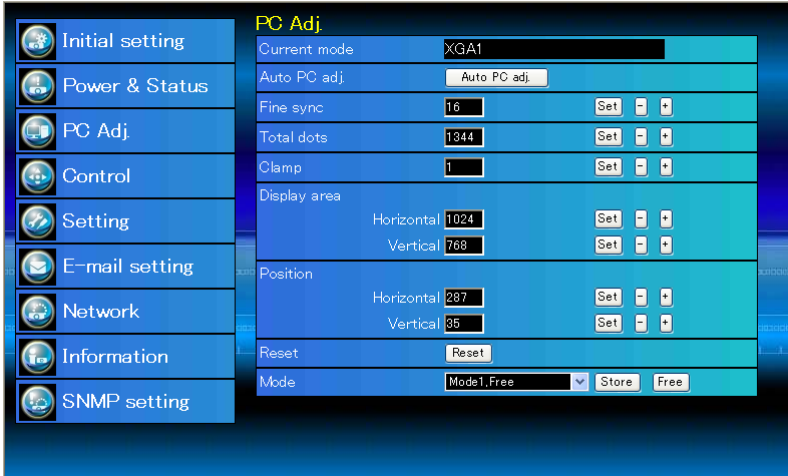 Initial setting
Power & Status
PC Adj.
Control
Setting
E-mail setting
Network
Information
SNMP setting
PC Adj.
Current mode XGA1
Auto PC adj. Auto PC adj.
Fine sync 16 Set - +
Total dots 1344 Set - +
Clamp 1 Set - +
Display area
Horizontal 1024 Set - +
Vertical 768 Set - +
Position
Horizontal 287 Set - +
Vertical 35 Set - +
Reset Reset
Mode Mode1,Free Store Free